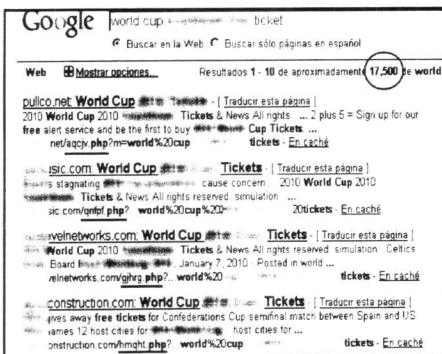 Google world cup ticket
Buscar en la Web Buscar sólo páginas en español
Web Mostrar opciones... Resultados 1 - 10 de aproximadamente 17,500 de world
pullco.net: World Cup - [ Traducir esta página ]
2010 World Cup 2010 Tickets & News All rights ... 2 plus 5 = Sign up for our
free alert service and be the first to buy Cup Tickets. ...
net/aqcjv.php?m=world%20cup tickets - En caché
sic.com: World Cup Tickets - [ Traducir esta página ]
s stagnating cause concern... 2010 World Cup 2010
Tickets & News All rights reserved. simulation ...
sic.com/qnfpf.php? world%20cup%20 20tickets - En caché
velnetworks.com: World Cup Tickets - [ Traducir esta página ]
World Cup 2010 Tickets & News All rights reserved. simulation. Celtics
Board January 7, 2010 - Posted in world ...
velnetworks.com/gjhrg.php?.. world%20 tickets - En caché
construction.com: World Cup Tickets - [ Traducir esta página ]
gives away free tickets for Confederations Cup semifinal match between Spain and US
names 12 host cities for host cities for ...
onstruction.com/hmght.php?.. world%20cup tickets - En caché